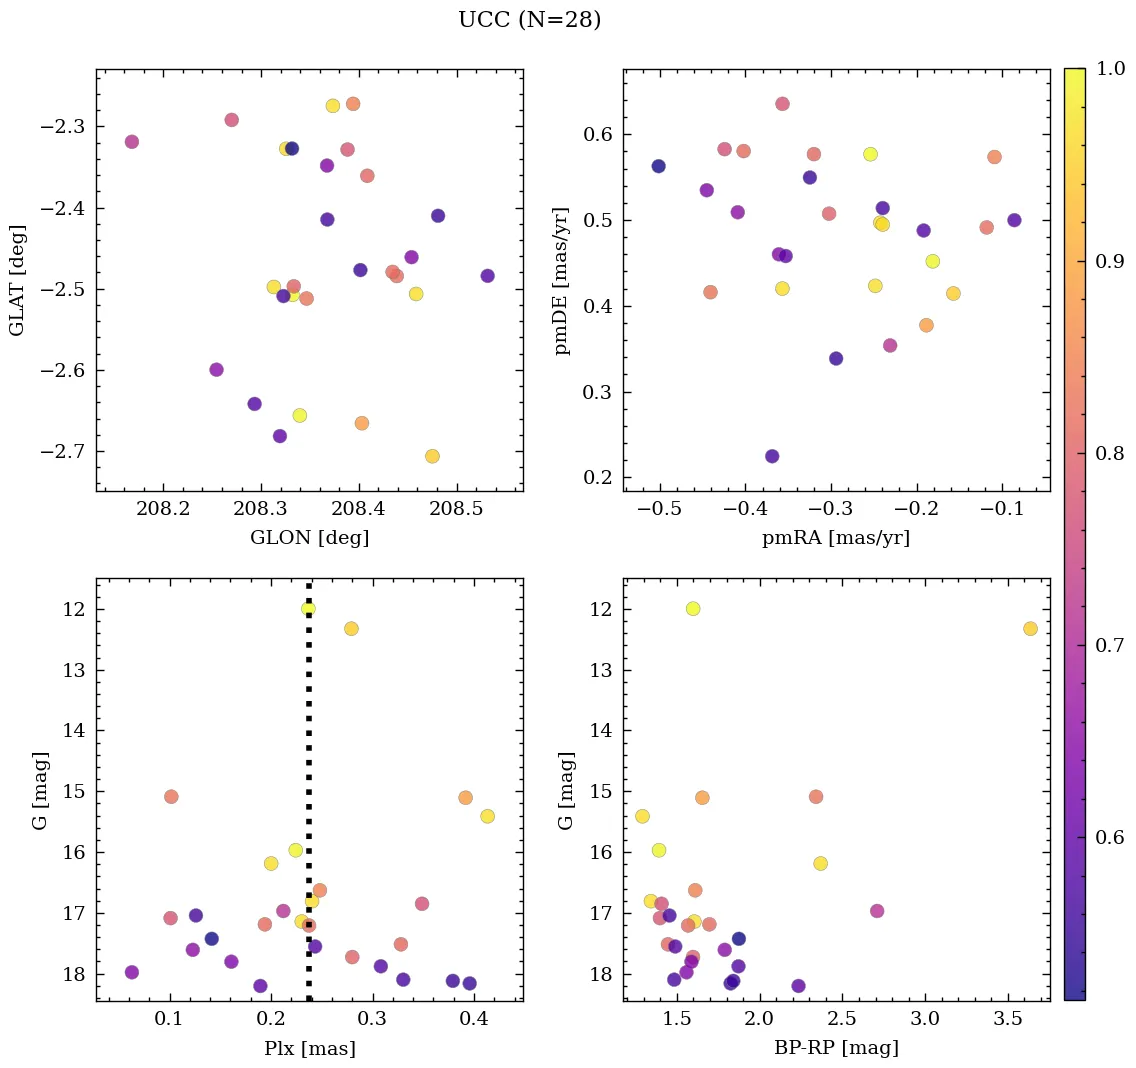 UCC (N=28)
−2.3
−2.4
−2.5
−2.6
−2.7
GLAT [deg]
208.2 208.3 208.4 208.5
GLON [deg]
0.6
0.5
0.4
0.3
0.2
pmDE [mas/yr]
−0.5 −0.4 −0.3 −0.2 −0.1
pmRA [mas/yr]
12
13
14
15
16
17
18
G [mag]
0.1 0.2 0.3 0.4
Plx [mas]
12
13
14
15
16
17
18
G [mag]
1.5 2.0 2.5 3.0 3.5
BP-RP [mag]
1.0
0.9
0.8
0.7
0.6